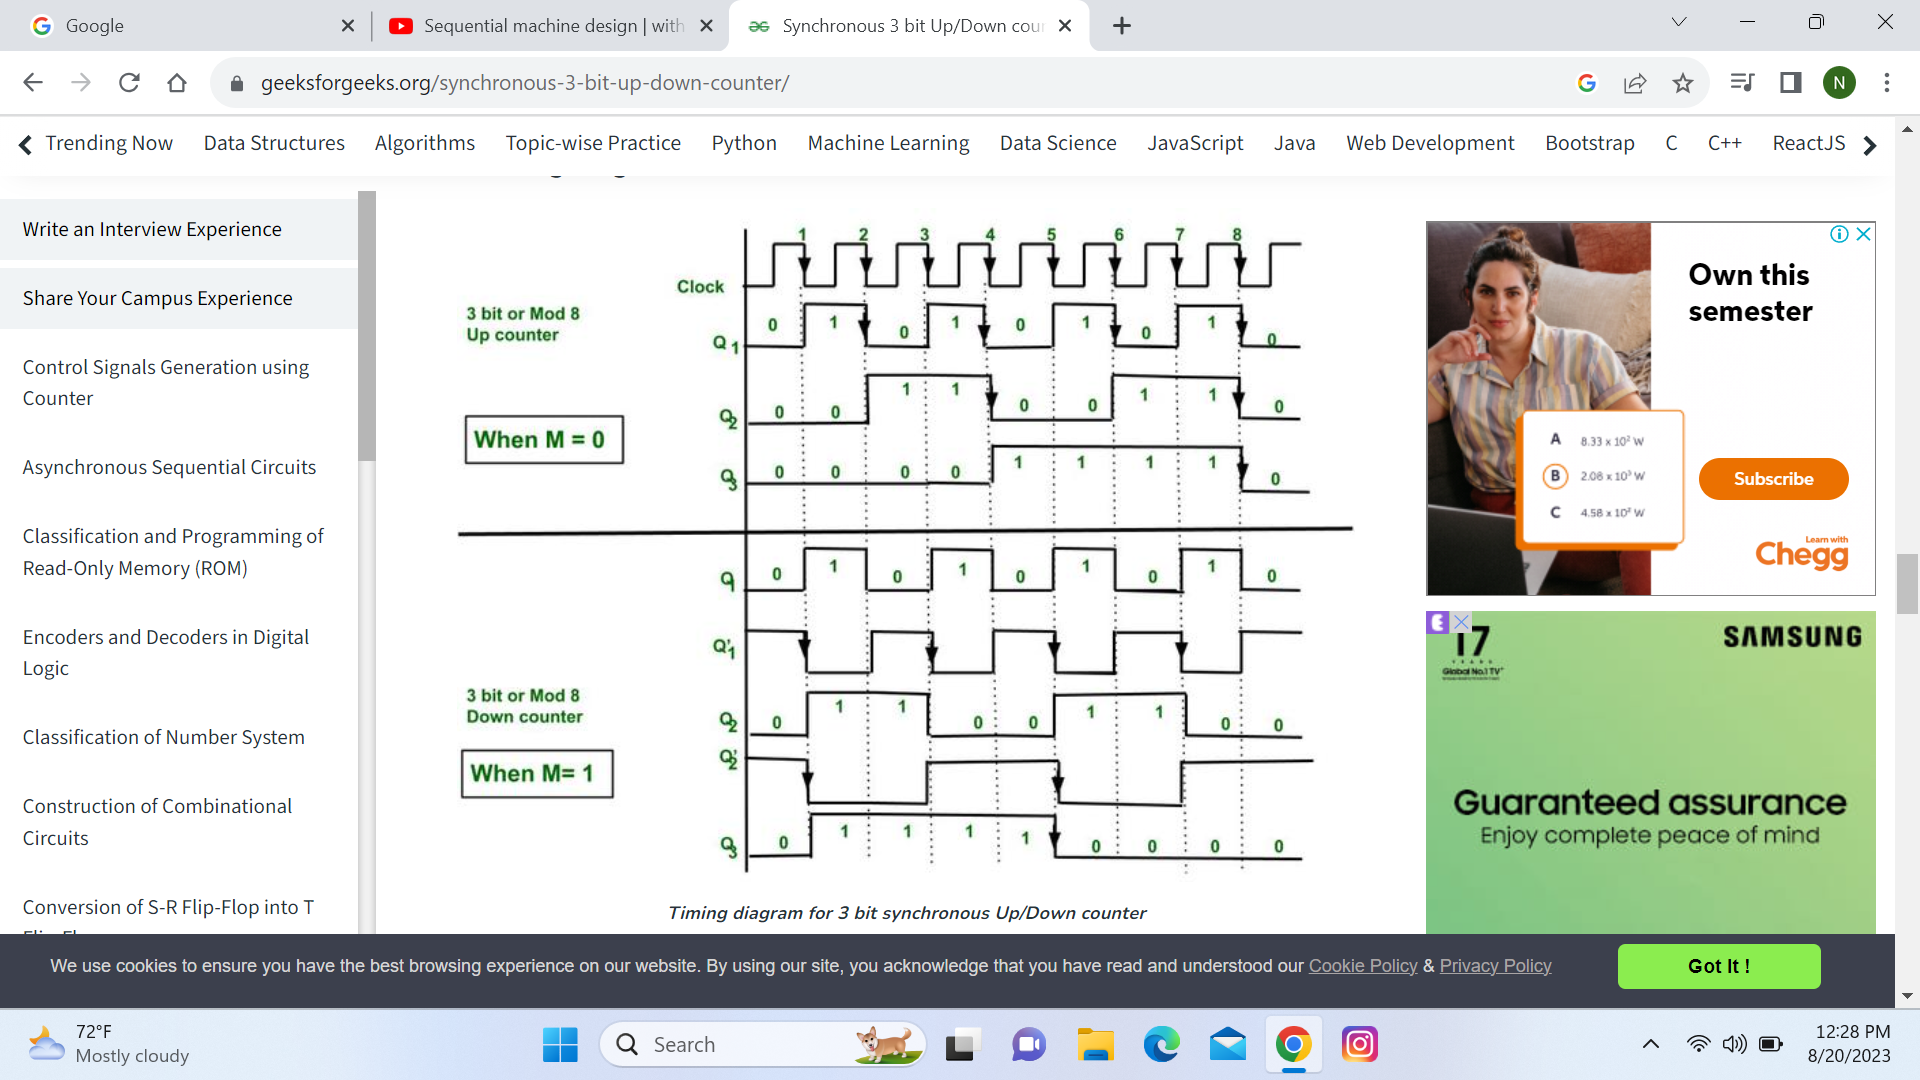 Google
Sequential machine design | with
Synchronous 3 bit Up/Down cour
geeksforgeeks.org/synchronous-3-bit-up-down-counter/
N
Trending Now Data Structures Algorithms Topic-wise Practice Python Machine Learning Data Science JavaScript Java Web Development Bootstrap C C++ ReactJS
Write an Interview Experience
Share Your Campus Experience
Control Signals Generation using
Counter
Asynchronous Sequential Circuits
Classification and Programming of
Read-Only Memory (ROM)
Encoders and Decoders in Digital
Logic
Classification of Number System
Construction of Combinational
Circuits
Conversion of S-R Flip-Flop into T
1 2 3 4 5 6 7 8
Clock
3 bit or Mod 8
Up counter
Q1 0 1 0 1 0 1 0 1 0
When M = 0
Q2 0 0 1 1 0 0 1 1 0
Q3 0 0 0 0 1 1 1 1 0
Q1 0 1 0 1 0 1 0 1 0
Q'1
3 bit or Mod 8
Down counter
Q2 0 1 1 0 0 1 1 0 0
Q'2
When M= 1
Q3 0 1 1 1 1 0 0 0 0
Timing diagram for 3 bit synchronous Up/Down counter
Own this
semester
A 8.33 x 10² W
B 2.08 x 10³ W
C 4.58 x 10² W
Subscribe
Learn with
Chegg
17
YEARS
Global No.1 TV
SAMSUNG
Guaranteed assurance
Enjoy complete peace of mind
We use cookies to ensure you have the best browsing experience on our website. By using our site, you acknowledge that you have read and understood our Cookie Policy & Privacy Policy
Got It !
72°F
Mostly cloudy
Search
12:28 PM
8/20/2023